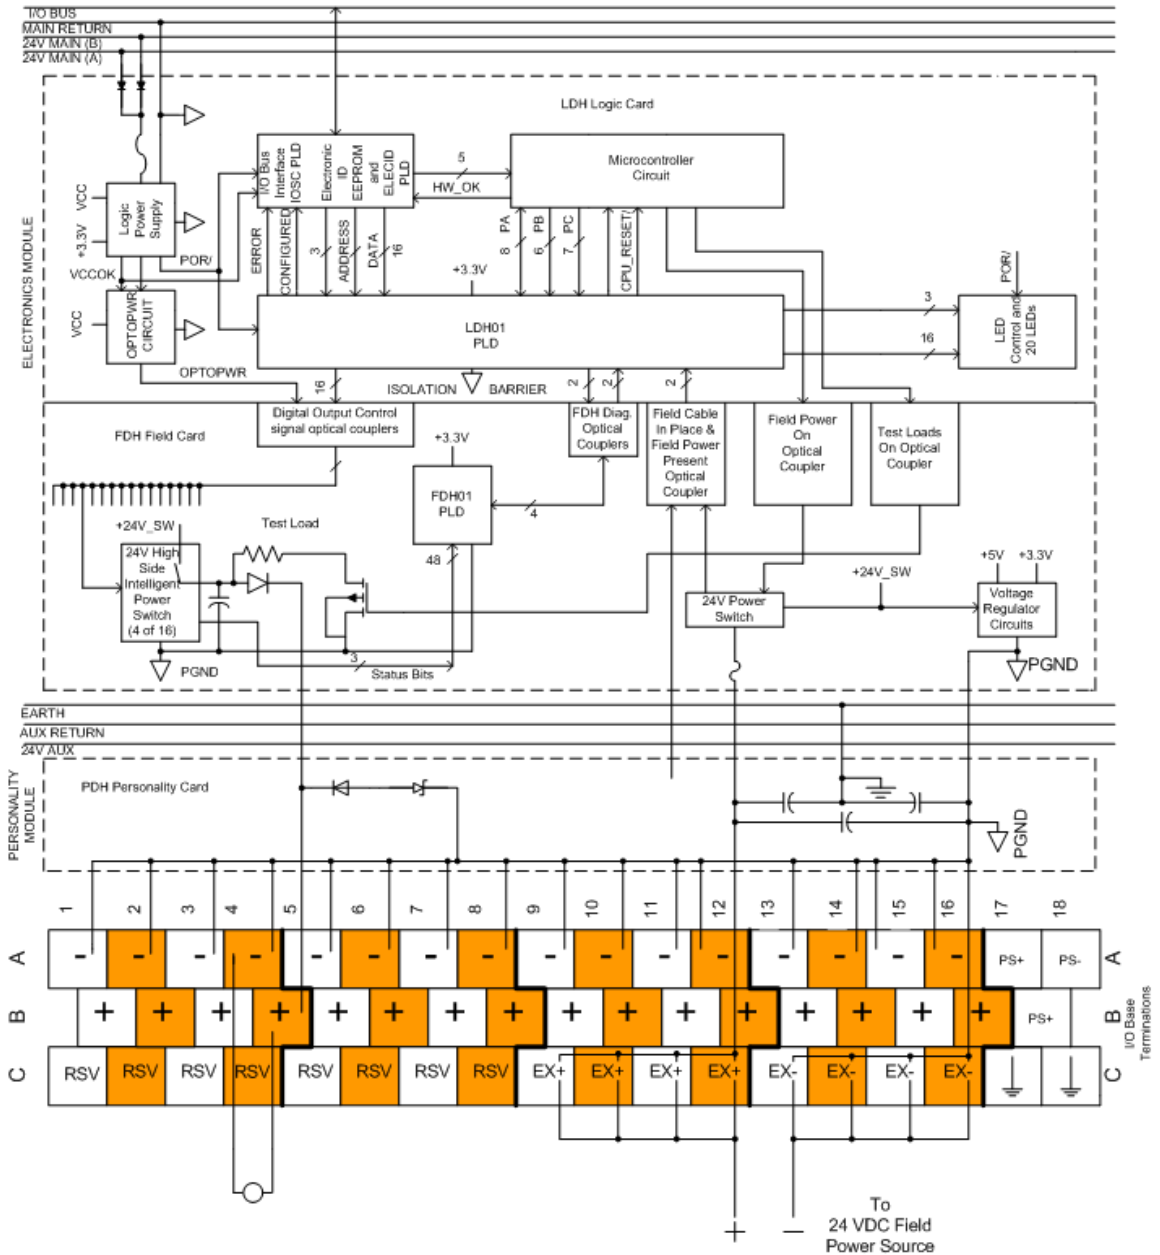 I/O BUS
MAIN RETURN
24V MAIN (B)
24V MAIN (A)
ELECTRONICS MODULE
LDH Logic Card
I/O Bus
Interface
IOSC PLD
Electronic
ID
EEPROM
and
ELECID
PLD
5
HW_OK
Microcontroller
Circuit
VCC
+3.3V
Logic
Power
Supply
VCCOK
POR/
ERROR
CONFIGURED
3
ADDRESS
DATA
16
8
PA
6
PB
7
PC
CPU_RESET/
+3.3V
VCC
OPTOPWR
CIRCUIT
OPTOPWR
LDH01
PLD
3
16
POR/
LED
Control and
20 LEDs
16
ISOLATION
BARRIER
2
2
2
FDH Field Card
Digital Output Control
signal optical couplers
FDH Diag.
Optical
Couplers
Field Cable
In Place &
Field Power
Present
Optical
Coupler
Field Power
On
Optical
Coupler
Test Loads
On Optical
Coupler
+3.3V
FDH01
PLD
4
48
+24V_SW
Test Load
24V High
Side
Intelligent
Power
Switch
(4 of 16)
PGND
3
Status Bits
24V Power
Switch
+24V_SW
+5V
+3.3V
Voltage
Regulator
Circuits
PGND
EARTH
AUX RETURN
24V AUX
PERSONALITY
MODULE
PDH Personality Card
PGND
1 2 3 4 5 6 7 8 9 10 11 12 13 14 15 16 17 18
A - - - - - - - - - - - - - - - - PS+ PS- A
B + + + + + + + + + + + + + + + + PS+ B
C RSV RSV RSV RSV RSV RSV RSV RSV EX+ EX+ EX+ EX+ EX- EX- EX- EX- C
I/O Base
Terminations
+ −
To
24 VDC Field
Power Source